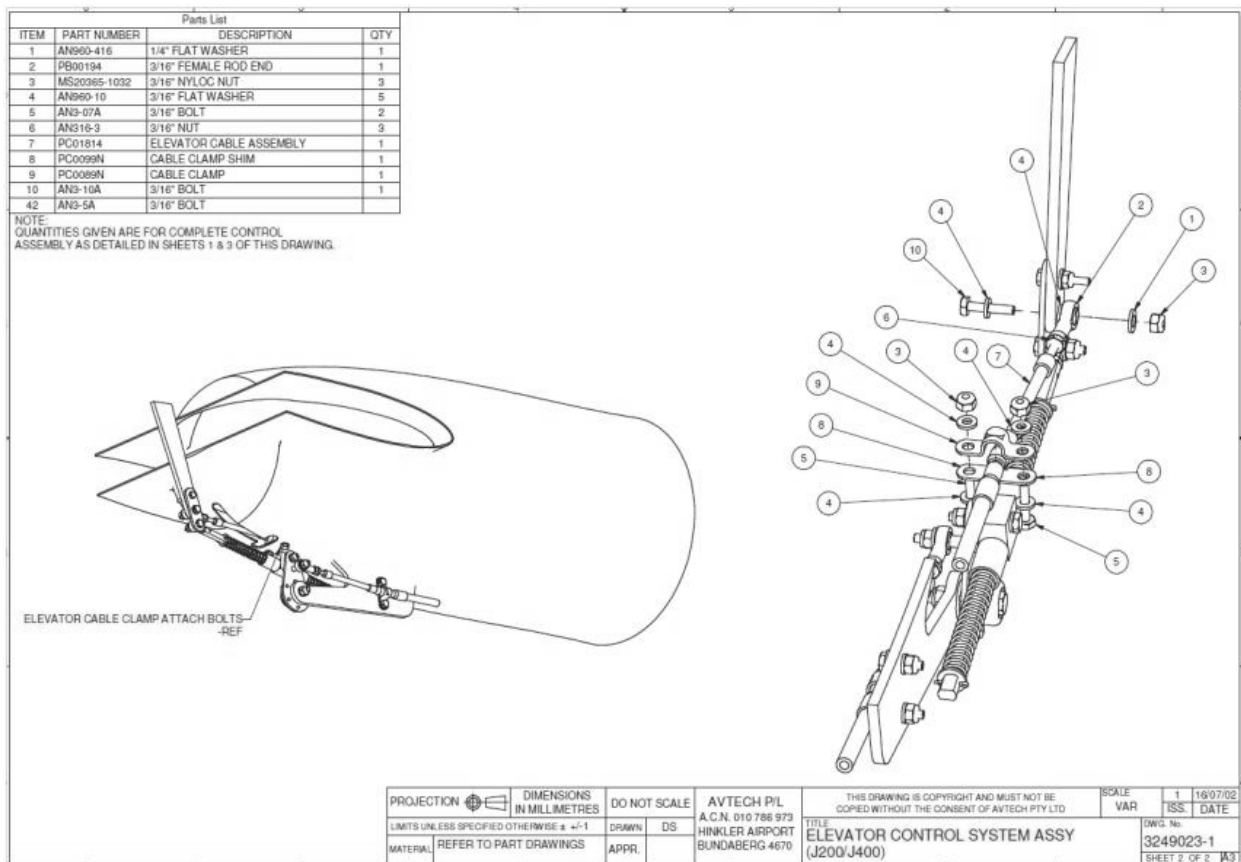 Parts List
ITEM PART NUMBER DESCRIPTION QTY
1 AN960-416 1/4" FLAT WASHER 1
2 PB00194 3/16" FEMALE ROD END 1
3 MS20365-1032 3/16" NYLOC NUT 3
4 AN960-10 3/16" FLAT WASHER 5
5 AN3-07A 3/16" BOLT 2
6 AN316-3 3/16" NUT 3
7 PC01814 ELEVATOR CABLE ASSEMBLY 1
8 PC0099N CABLE CLAMP SHIM 1
9 PC0089N CABLE CLAMP 1
10 AN3-10A 3/16" BOLT 1
42 AN3-5A 3/16" BOLT
NOTE:
QUANTITIES GIVEN ARE FOR COMPLETE CONTROL
ASSEMBLY AS DETAILED IN SHEETS 1 & 3 OF THIS DRAWING.
4
2
4
1
10
3
6
4
3
4
7
3
9
8
5
8
4
4
5
ELEVATOR CABLE CLAMP ATTACH BOLTS
-REF
PROJECTION
DIMENSIONS
IN MILLIMETRES
DO NOT SCALE
LIMITS UNLESS SPECIFIED OTHERWISE ± +/-1
DRAWN DS
MATERIAL REFER TO PART DRAWINGS
APPR.
AVTECH P/L
A.C.N. 010 786 973
HINKLER AIRPORT
BUNDABERG 4670
THIS DRAWING IS COPYRIGHT AND MUST NOT BE
COPIED WITHOUT THE CONSENT OF AVTECH PTY LTD
TITLE
ELEVATOR CONTROL SYSTEM ASSY
(J200/J400)
SCALE
VAR
1 16/07/02
ISS. DATE
DWG. No.
3249023-1
SHEET 2 OF 2 A3